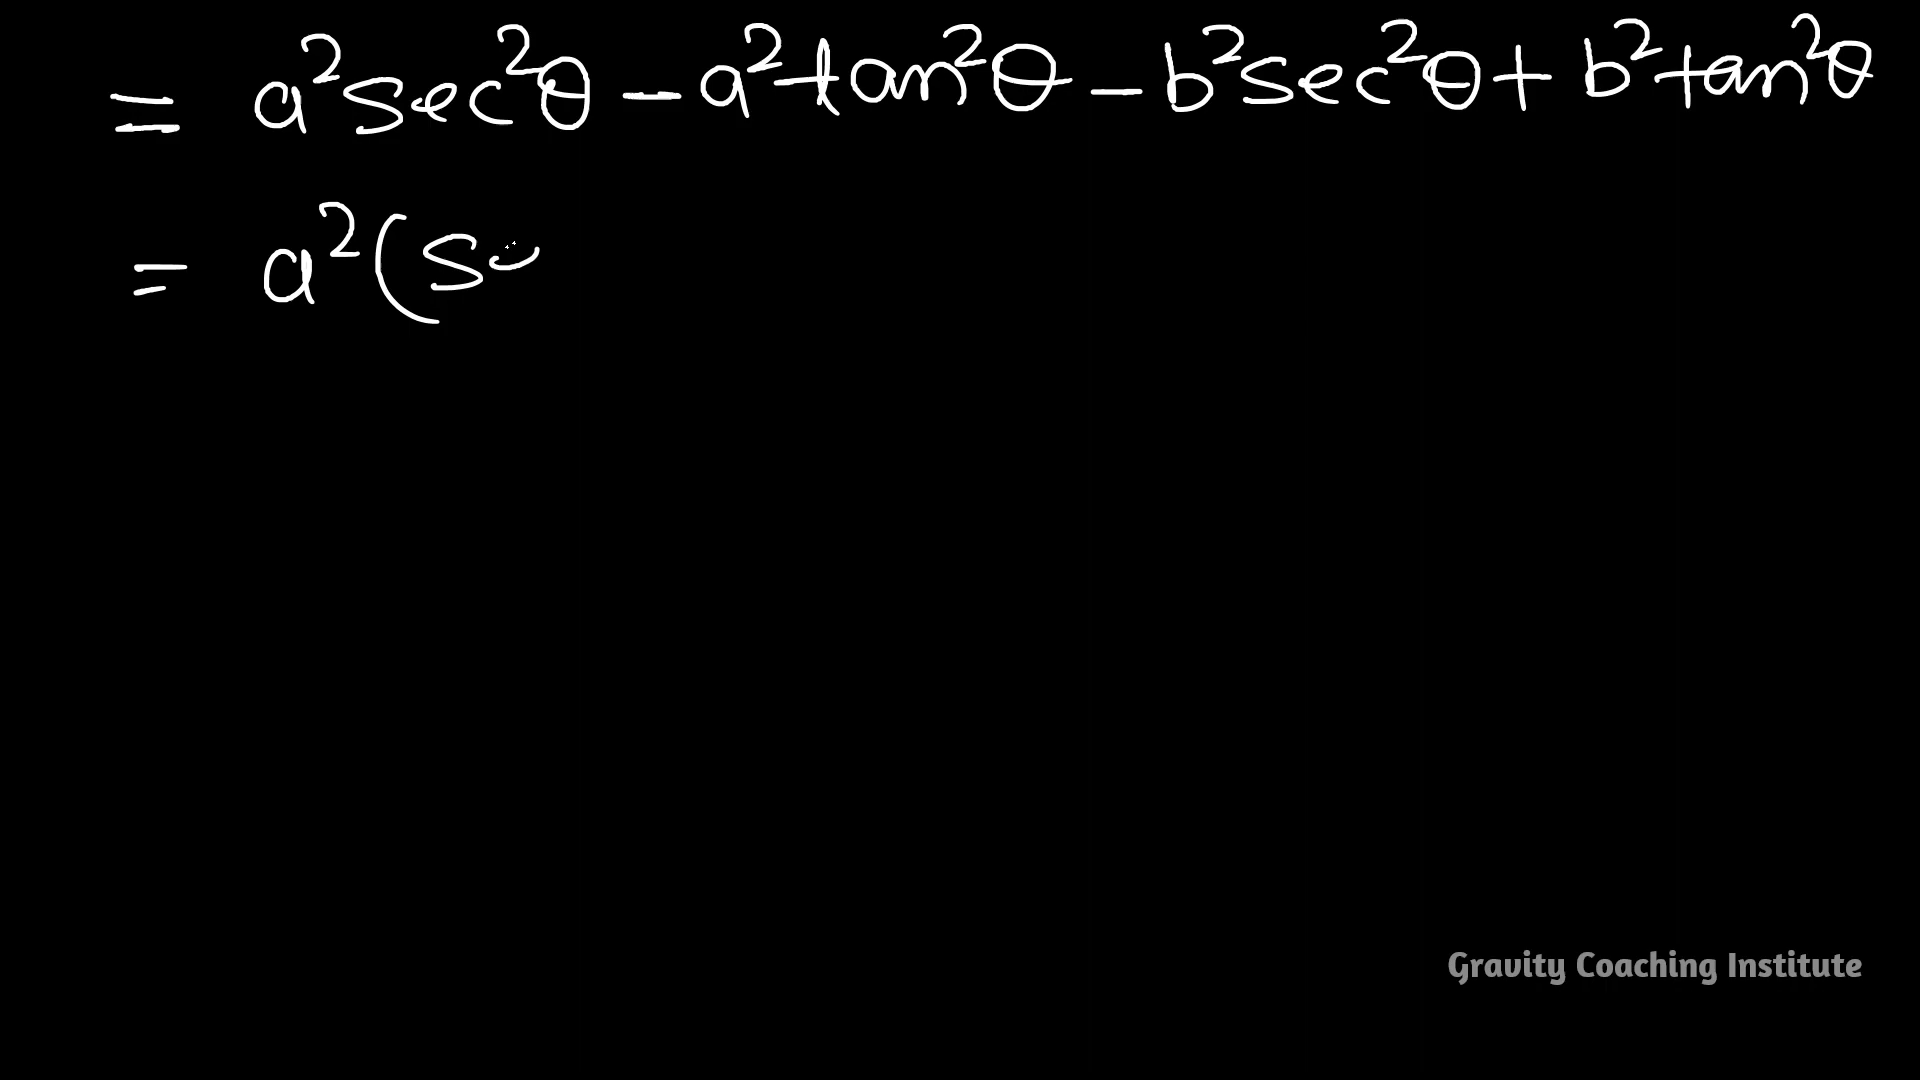 = a²sec²θ - a²tan²θ - b²sec²θ + b²tan²θ
= a²(s
Gravity Coaching Institute